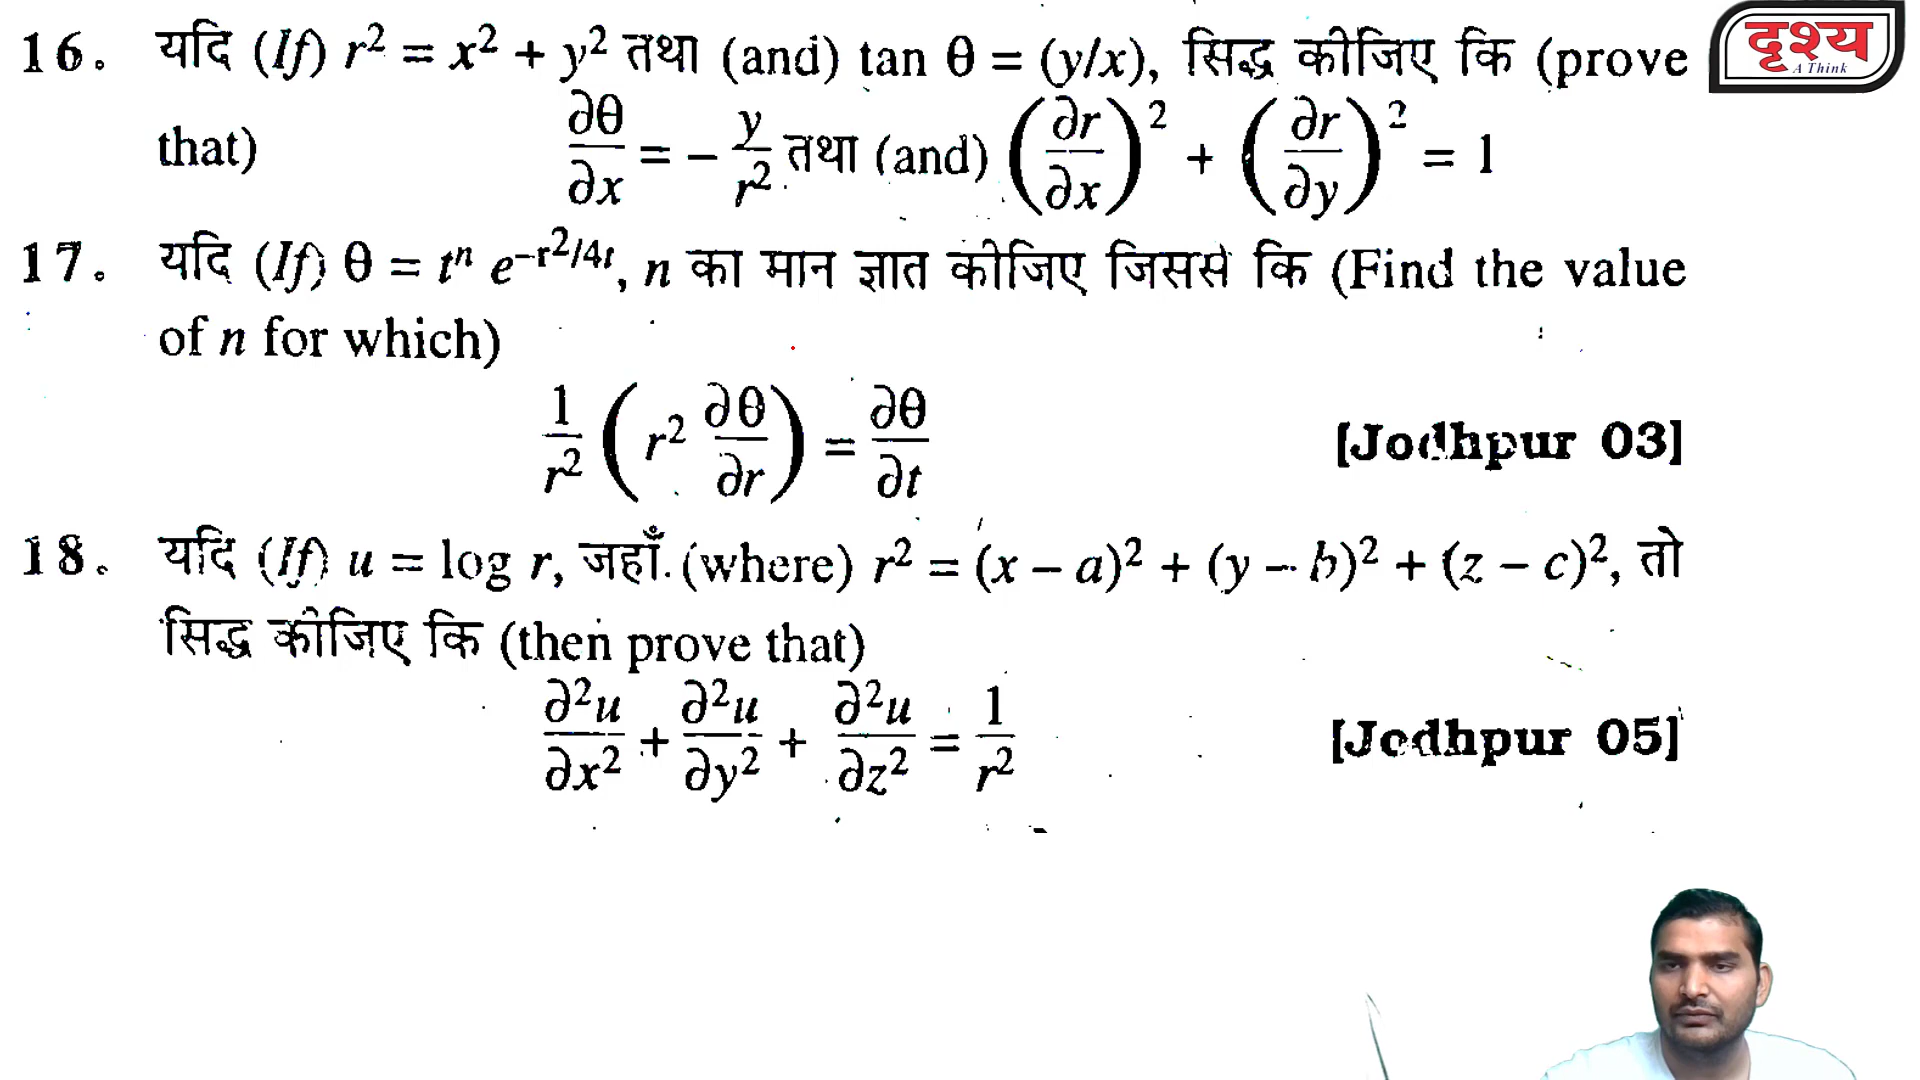 दृश्य
A Think
16. यदि (If) r² = x² + y² तथा (and) tan θ = (y/x), सिद्ध कीजिए कि (prove
that) ∂θ/∂x = − y/r² तथा (and) (∂r/∂x)² + (∂r/∂y)² = 1
17. यदि (If) θ = tⁿ e^(−r²/4t), n का मान ज्ञात कीजिए जिससे कि (Find the value
of n for which)
1/r² (r² ∂θ/∂r) = ∂θ/∂t [Jodhpur 03]
18. यदि (If) u = log r, जहाँ (where) r² = (x − a)² + (y − b)² + (z − c)², तो
सिद्ध कीजिए कि (then prove that)
∂²u/∂x² + ∂²u/∂y² + ∂²u/∂z² = 1/r² [Jodhpur 05]